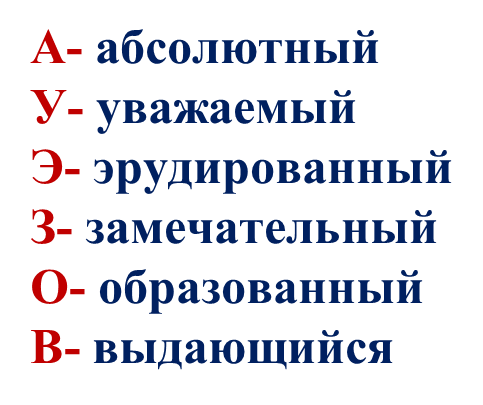 А- абсолютный
У- уважаемый
Э- эрудированный
З- замечательный
О- образованный
В- выдающийся